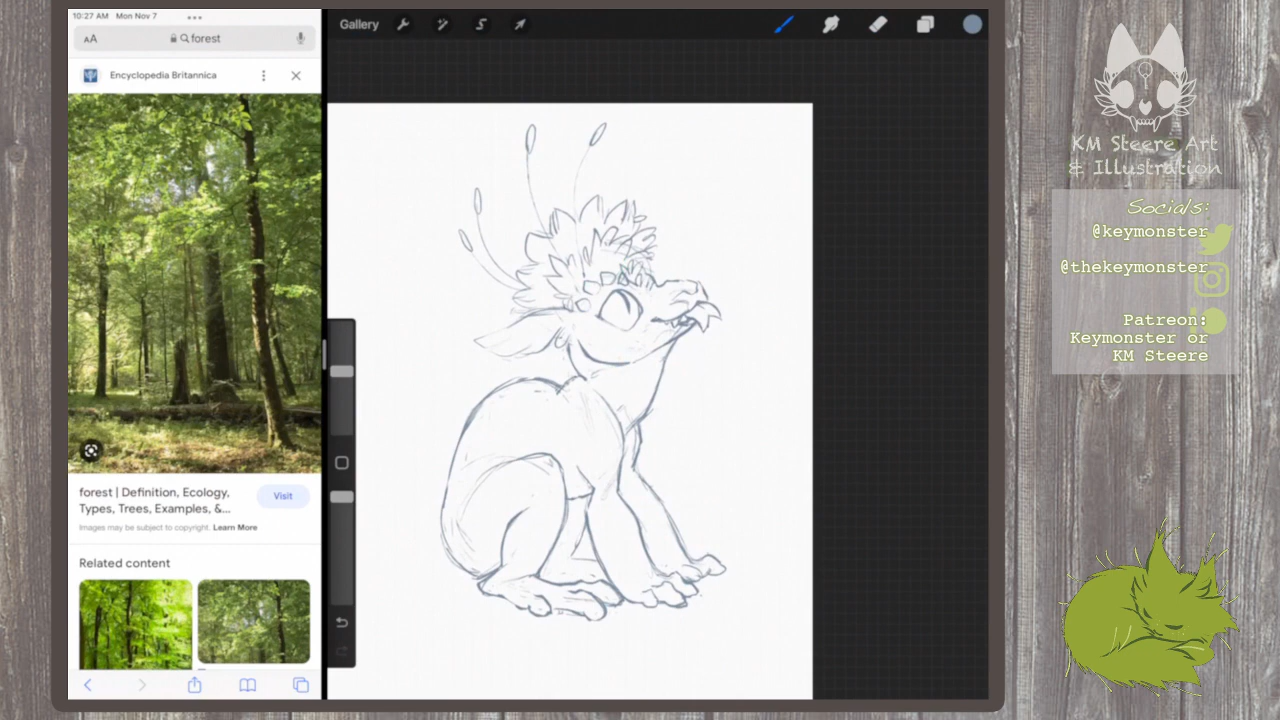 10:27 AM Mon Nov 7
AA
forest
Encyclopedia Britannica
forest | Definition, Ecology,
Types, Trees, Examples, &...
Visit
Images may be subject to copyright. Learn More
Related content
Gallery
KM Steere Art
& Illustration
Socials:
@keymonster
@thekeymonster
Patreon:
Keymonster or
KM Steere